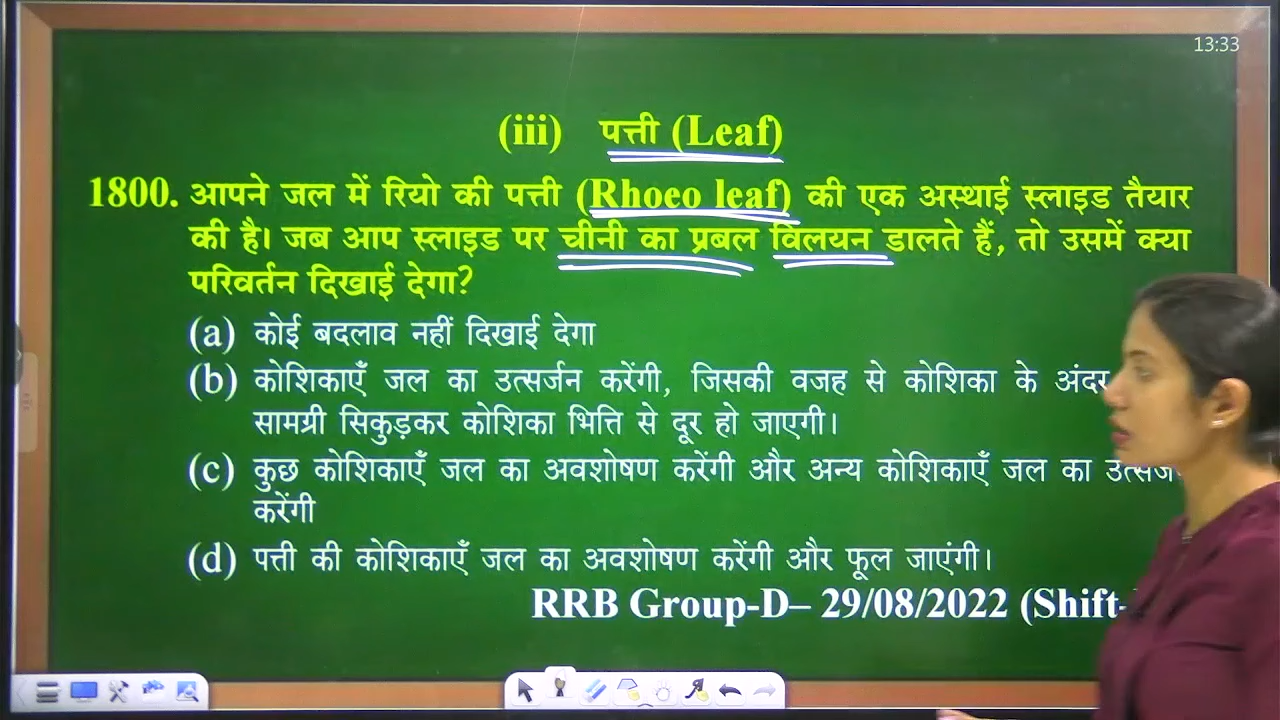 13:33
(iii) पत्ती (Leaf)
1800. आपने जल में रियो की पत्ती (Rhoeo leaf) की एक अस्थाई स्लाइड तैयार
की है। जब आप स्लाइड पर चीनी का प्रबल विलयन डालते हैं, तो उसमें क्या
परिवर्तन दिखाई देगा?
(a) कोई बदलाव नहीं दिखाई देगा
(b) कोशिकाएँ जल का उत्सर्जन करेंगी, जिसकी वजह से कोशिका के अंदर
सामग्री सिकुड़कर कोशिका भित्ति से दूर हो जाएगी।
(c) कुछ कोशिकाएँ जल का अवशोषण करेंगी और अन्य कोशिकाएँ जल का
करेंगी
(d) पत्ती की कोशिकाएँ जल का अवशोषण करेंगी और फूल जाएंगी।
RRB Group-D– 29/08/2022 (Shift-